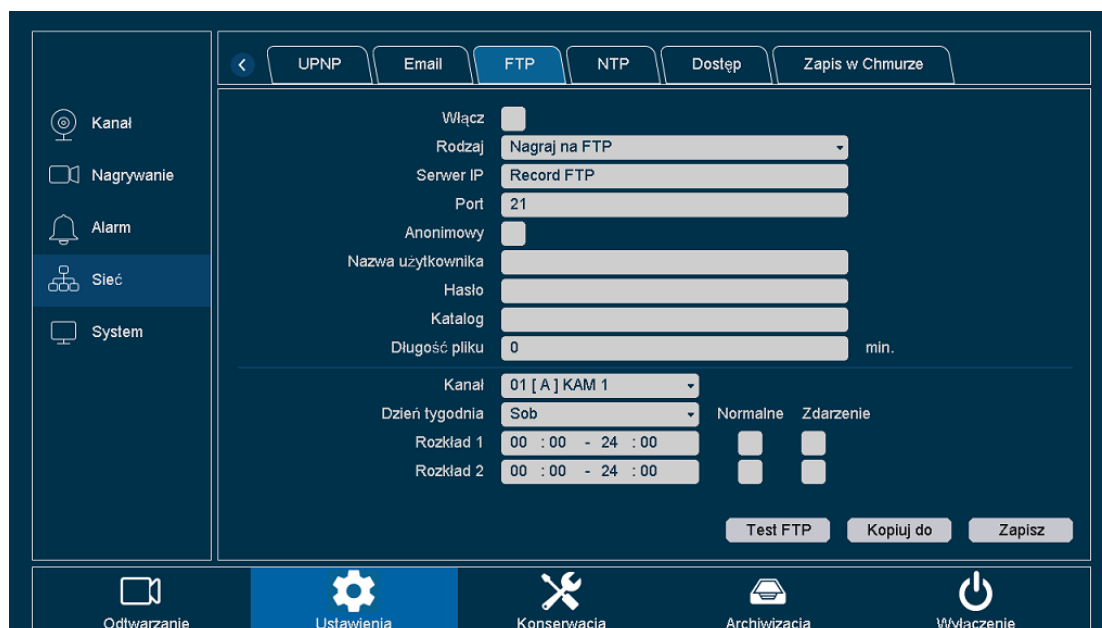 UPNP Email FTP NTP Dostęp Zapis w Chmurze
Kanał
Nagrywanie
Alarm
Sieć
System
Włącz
Rodzaj Nagraj na FTP
Serwer IP Record FTP
Port 21
Anonimowy
Nazwa użytkownika
Hasło
Katalog
Długość pliku 0 min.
Kanał 01 [ A ] KAM 1
Dzień tygodnia Sob Normalne Zdarzenie
Rozkład 1 00 : 00 - 24 : 00
Rozkład 2 00 : 00 - 24 : 00
Test FTP Kopiuj do Zapisz
Odtwarzanie Ustawienia Konserwacja Archiwizacja Wyłączenie